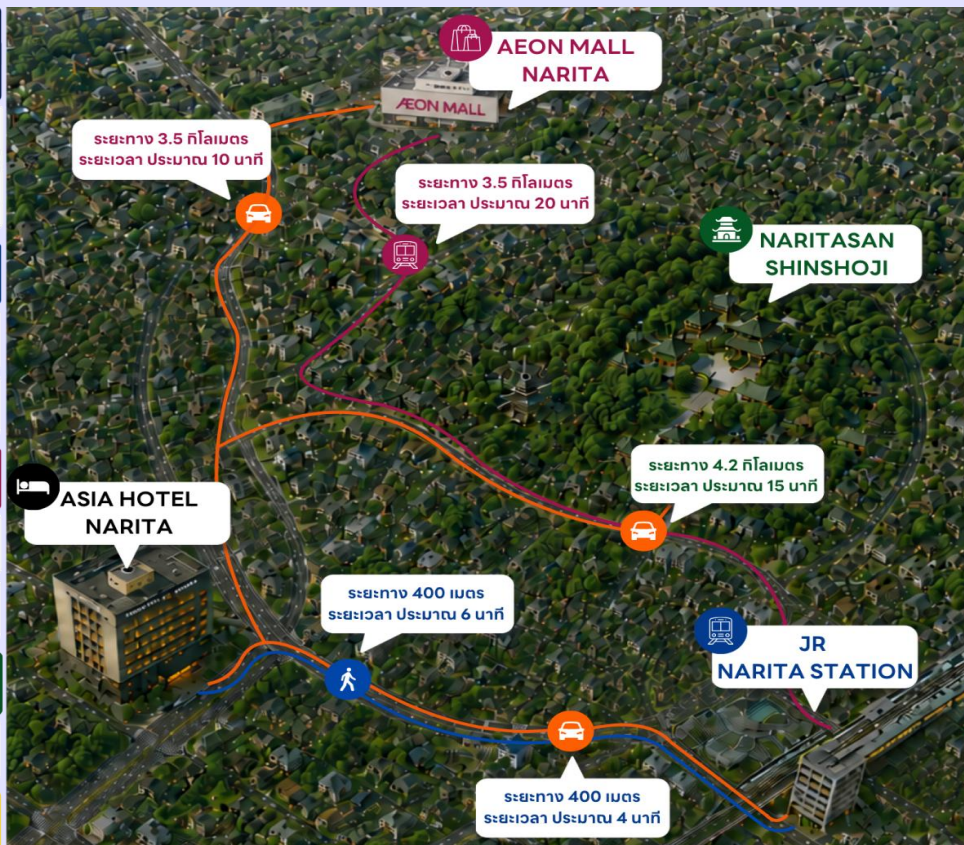 AEON MALL
NARITA
ÆON MALL
ระยะทาง 3.5 กิโลเมตร
ระยะเวลา ประมาณ 10 นาที
ระยะทาง 3.5 กิโลเมตร
ระยะเวลา ประมาณ 20 นาที
NARITASAN
SHINSHOJI
ระยะทาง 4.2 กิโลเมตร
ระยะเวลา ประมาณ 15 นาที
ASIA HOTEL
NARITA
ระยะทาง 400 เมตร
ระยะเวลา ประมาณ 6 นาที
JR
NARITA STATION
ระยะทาง 400 เมตร
ระยะเวลา ประมาณ 4 นาที